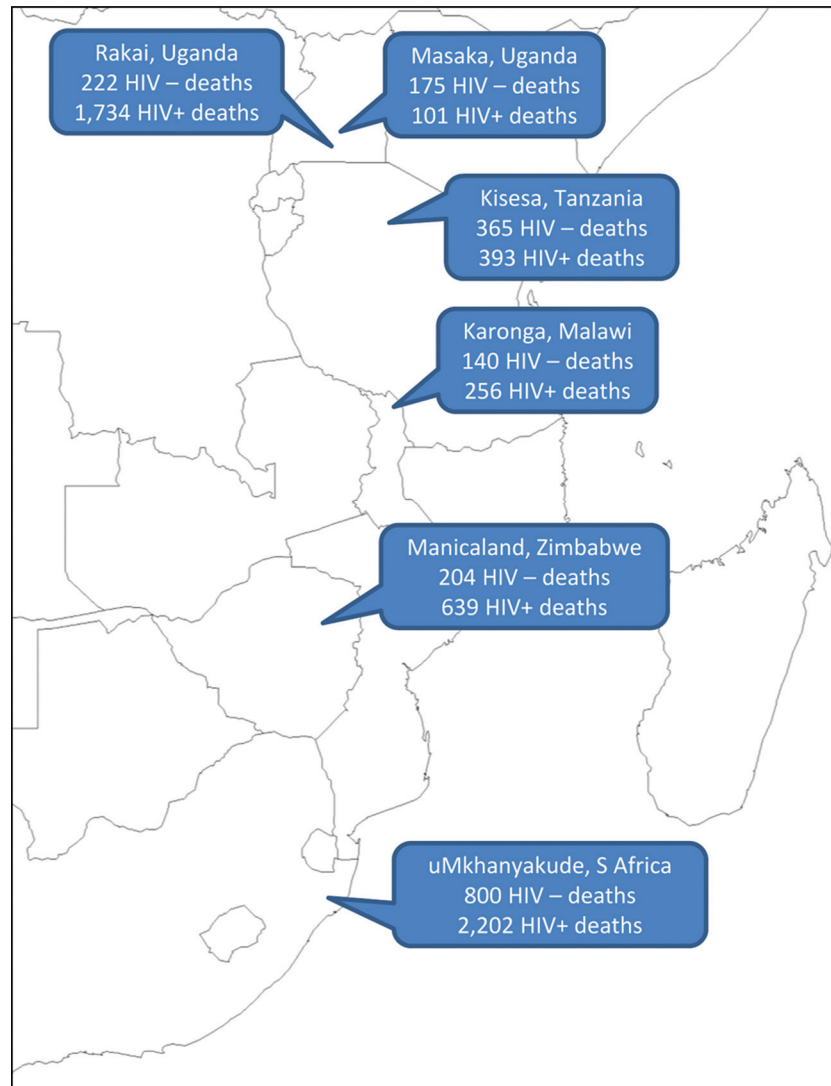 Rakai, Uganda
222 HIV – deaths
1,734 HIV+ deaths
Masaka, Uganda
175 HIV – deaths
101 HIV+ deaths
Kisesa, Tanzania
365 HIV – deaths
393 HIV+ deaths
Karonga, Malawi
140 HIV – deaths
256 HIV+ deaths
Manicaland, Zimbabwe
204 HIV – deaths
639 HIV+ deaths
uMkhanyakude, S Africa
800 HIV – deaths
2,202 HIV+ deaths